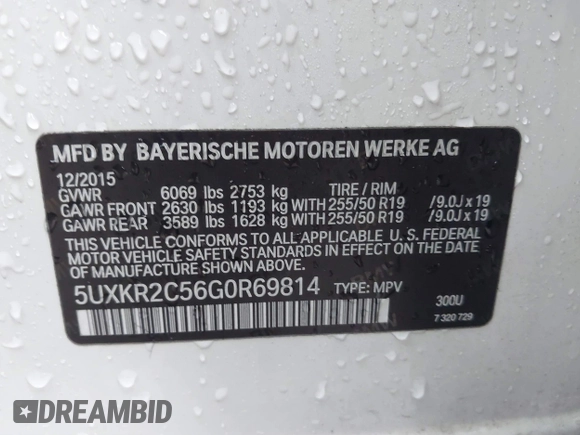 MFD BY BAYERISCHE MOTOREN WERKE AG
12/2015
GVWR 6069 lbs 2753 kg TIRE / RIM
GAWR FRONT 2630 lbs 1193 kg WITH 255/50 R19 /9.0J x 19
GAWR REAR 3589 lbs 1628 kg WITH 255/50 R19 /9.0J x 19
THIS VEHICLE CONFORMS TO ALL APPLICABLE U. S. FEDERAL
MOTOR VEHICLE SAFETY STANDARDS IN EFFECT ON THE DATE OF
MANUFACTURE SHOWN ABOVE.
5UXKR2C56G0R69814 TYPE: MPV
300U
7 320 729
DREAMBID